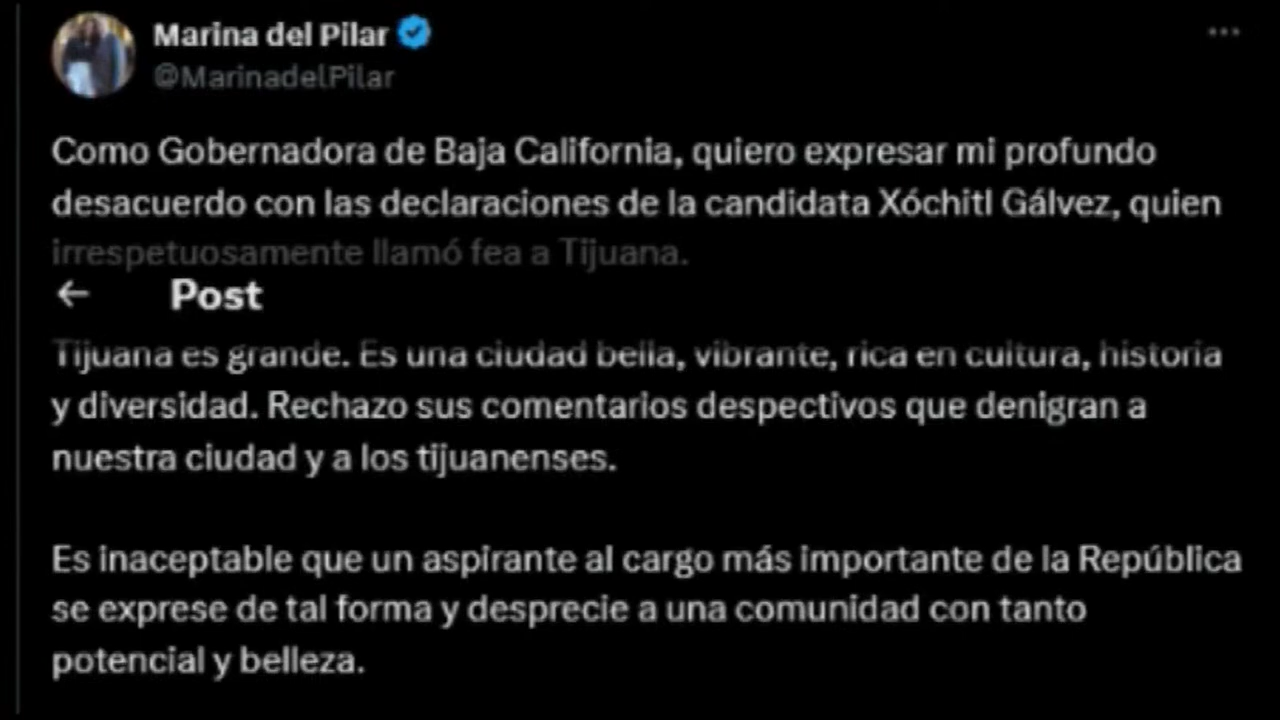 Marina del Pilar
@MarinadelPilar
Como Gobernadora de Baja California, quiero expresar mi profundo
desacuerdo con las declaraciones de la candidata Xóchitl Gálvez, quien
irrespetuosamente llamó fea a Tijuana.
← Post
Tijuana es grande. Es una ciudad bella, vibrante, rica en cultura, historia
y diversidad. Rechazo sus comentarios despectivos que denigran a
nuestra ciudad y a los tijuanenses.
Es inaceptable que un aspirante al cargo más importante de la República
se exprese de tal forma y desprecie a una comunidad con tanto
potencial y belleza.